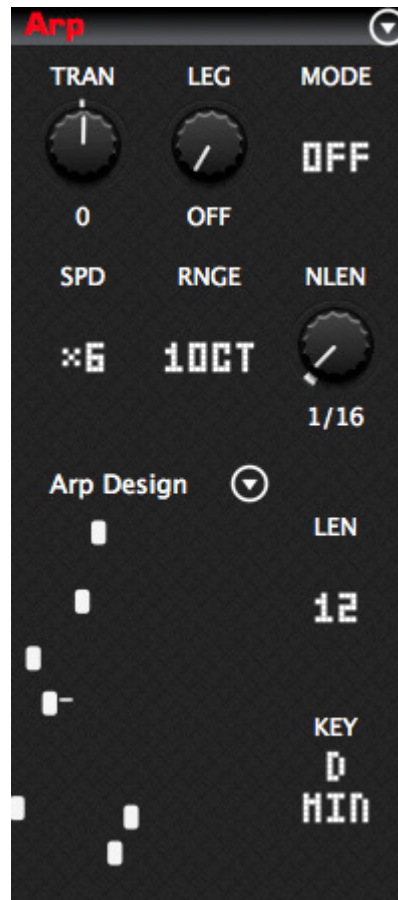 Arp
TRAN LEG MODE
OFF
0 OFF
SPD RNGE NLEN
×6 1OCT
1/16
Arp Design
LEN
12
KEY
D
MIN